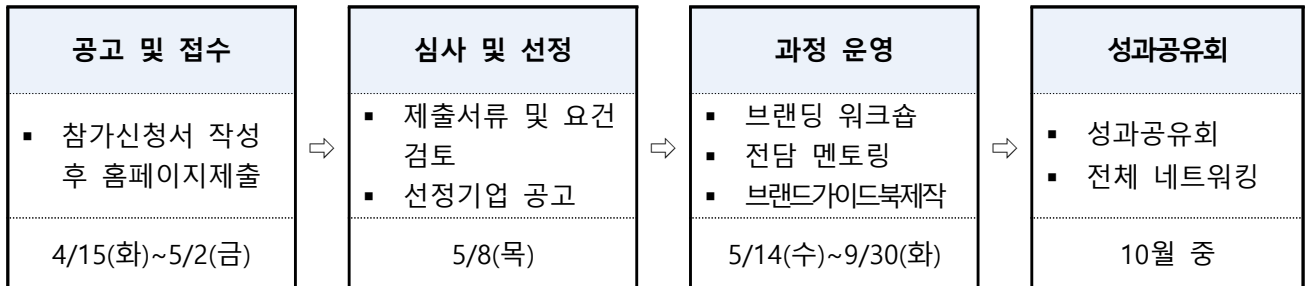 공고 및 접수
▪ 참가신청서 작성
후 홈페이지제출
4/15(화)~5/2(금)
⇨
심사 및 선정
▪ 제출서류 및 요건
검토
▪ 선정기업 공고
5/8(목)
⇨
과정 운영
▪ 브랜딩 워크숍
▪ 전담 멘토링
▪ 브랜드가이드북제작
5/14(수)~9/30(화)
⇨
성과공유회
▪ 성과공유회
▪ 전체 네트워킹
10월 중